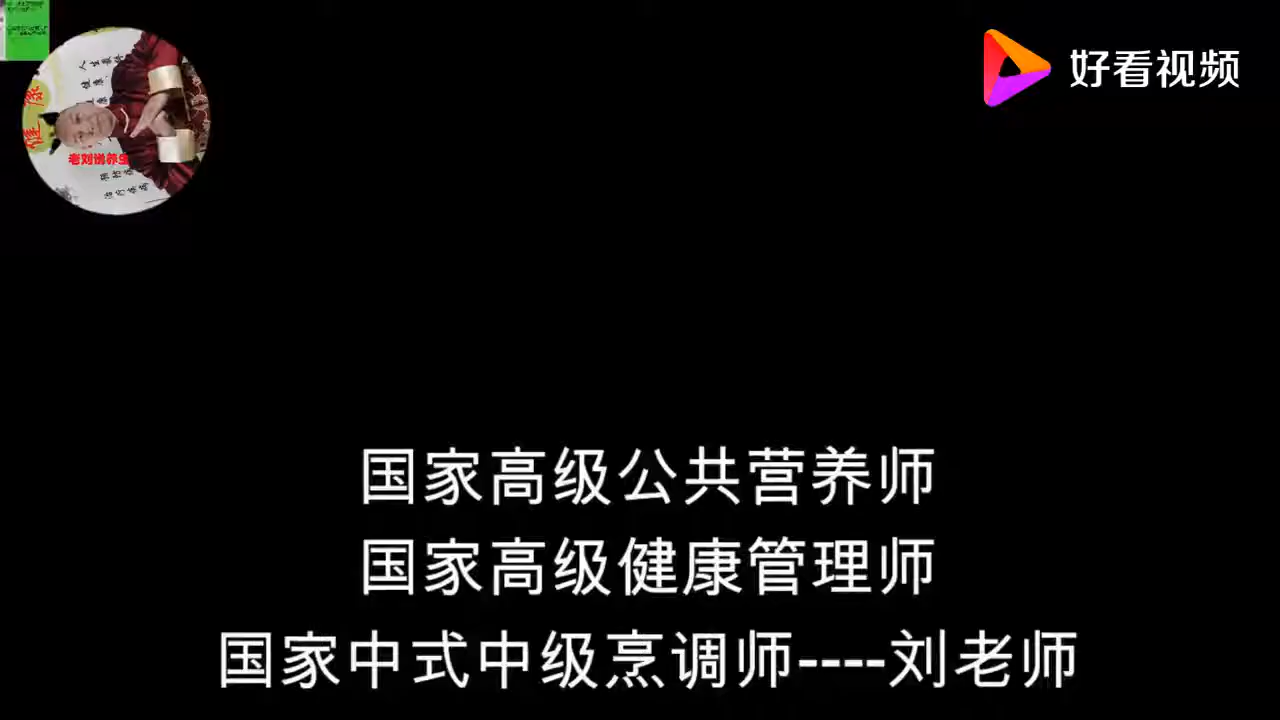 好看视频
健康
老刘说养生
国家高级公共营养师
国家高级健康管理师
国家中式中级烹调师----刘老师